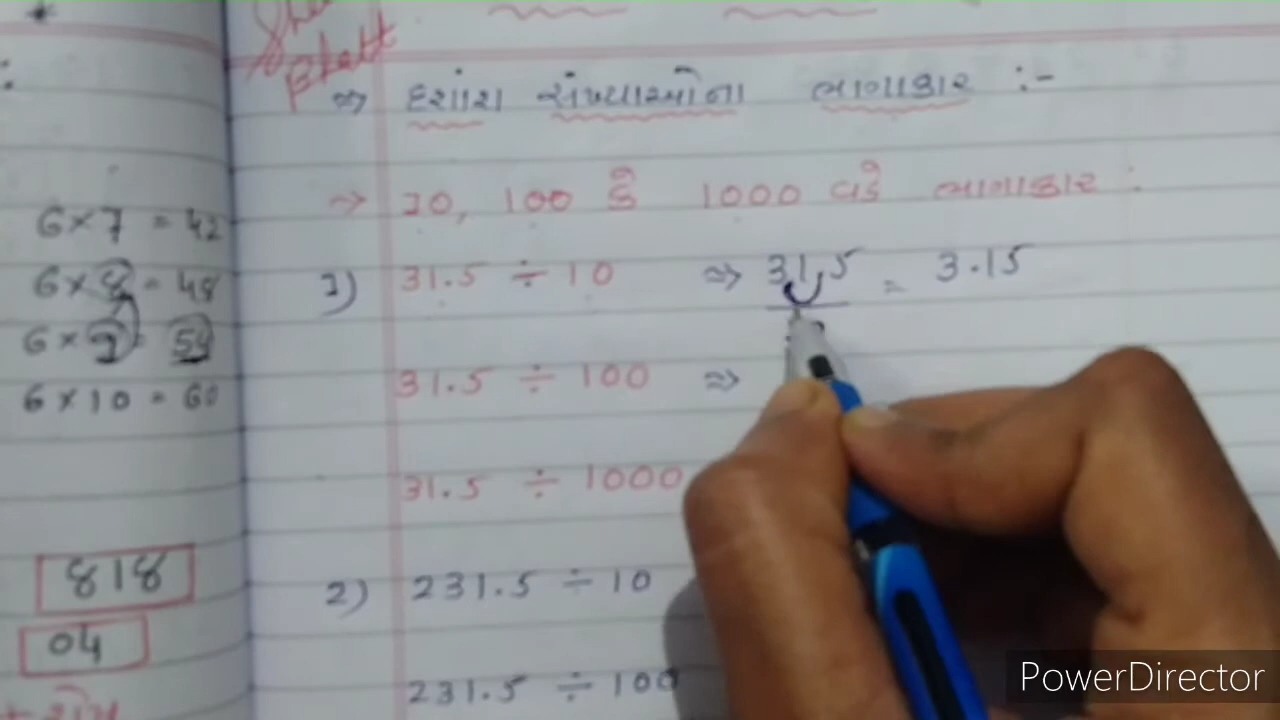 6 × 7 = 42
6 × 8 = 48
6 × 9 = 54
6 × 10 = 60
818
04
Bhatt
⇒ દશાંશ સંખ્યાઓના ભાગાકાર :-
→ 10, 100 કે 1000 વડે ભાગાકાર :
1) 31.5 ÷ 10 ⇒ 31.5 = 3.15
31.5 ÷ 100 ⇒
31.5 ÷ 1000
2) 231.5 ÷ 10
231.5 ÷ 100
PowerDirector